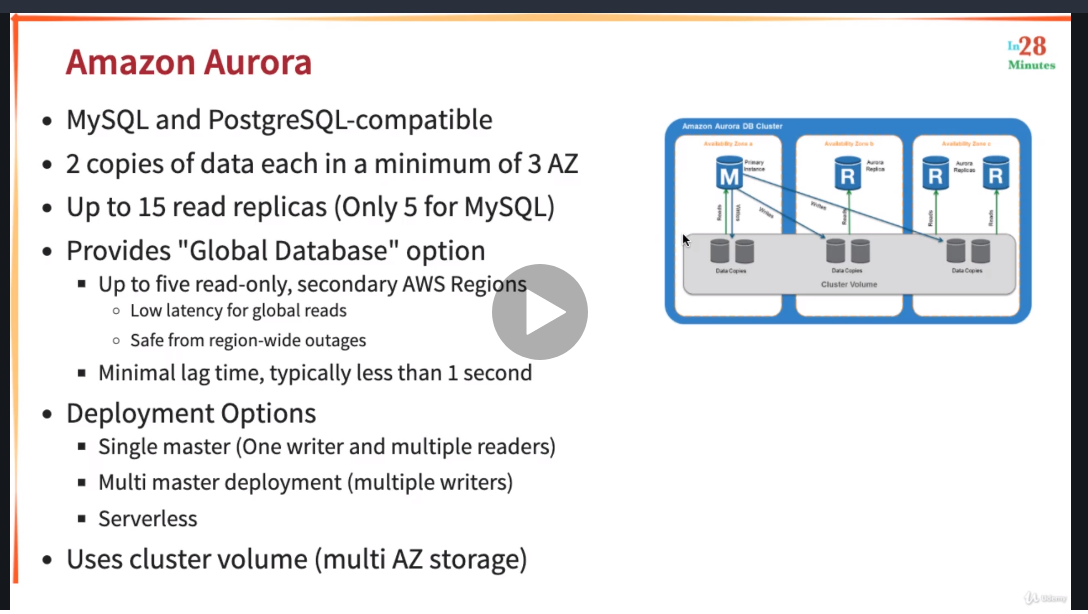 In28
Minutes
Amazon Aurora
MySQL and PostgreSQL-compatible
2 copies of data each in a minimum of 3 AZ
Up to 15 read replicas (Only 5 for MySQL)
Provides "Global Database" option
Up to five read-only, secondary AWS Regions
Low latency for global reads
Safe from region-wide outages
Minimal lag time, typically less than 1 second
Deployment Options
Single master (One writer and multiple readers)
Multi master deployment (multiple writers)
Serverless
Uses cluster volume (multi AZ storage)
Amazon Aurora DB Cluster
Availability Zone a
Availability Zone b
Availability Zone c
M
Primary
Instance
R
Aurora
Replica
R
Aurora
Replicas
R
Reads
Writes
Writes
Writes
Reads
Reads
Reads
Data Copies
Data Copies
Data Copies
Cluster Volume
Udemy